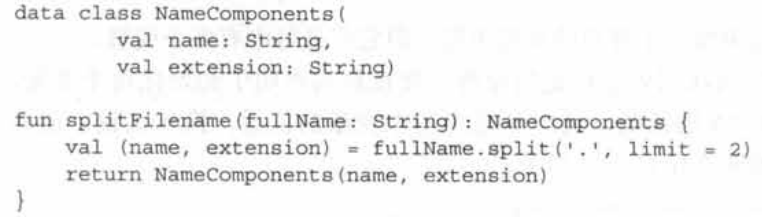 data class NameComponents(
        val name: String,
        val extension: String)

fun splitFilename(fullName: String): NameComponents {
    val (name, extension) = fullName.split('.', limit = 2)
    return NameComponents(name, extension)
}